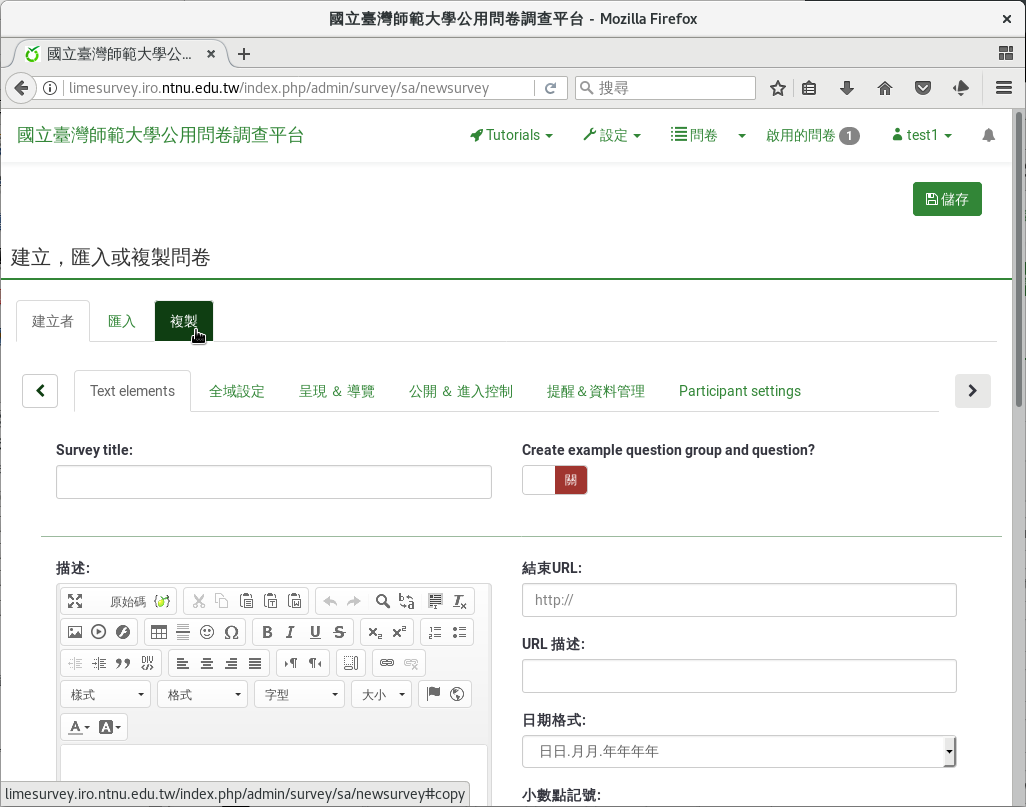 國立臺灣師範大學公用問卷調查平台 - Mozilla Firefox
國立臺灣師範大學公...
limesurvey.iro.ntnu.edu.tw/index.php/admin/survey/sa/newsurvey
搜尋
國立臺灣師範大學公用問卷調查平台
Tutorials
設定
問卷
啟用的問卷 1
test1
儲存
建立，匯入或複製問卷
建立者
匯入
複製
Text elements
全域設定
呈現 ＆ 導覽
公開 ＆ 進入控制
提醒＆資料管理
Participant settings
Survey title:
Create example question group and question?
關
描述:
結束URL:
原始碼
http://
URL 描述:
樣式
格式
字型
大小
日期格式:
日日.月月.年年年年
小數點記號:
limesurvey.iro.ntnu.edu.tw/index.php/admin/survey/sa/newsurvey#copy